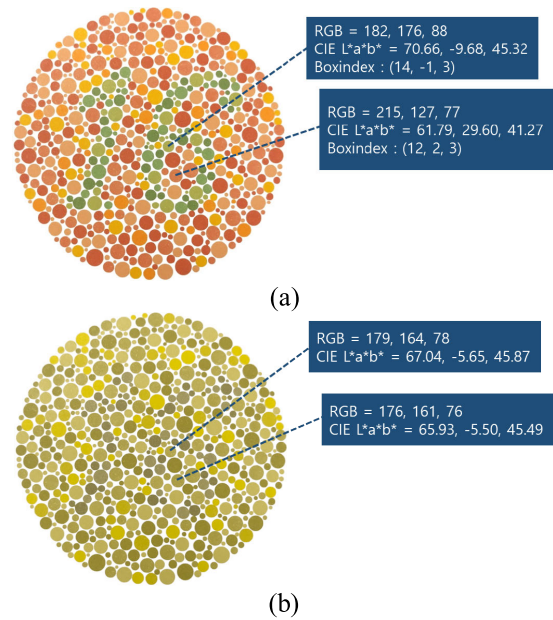 RGB = 182, 176, 88
CIE L*a*b* = 70.66, -9.68, 45.32
Boxindex : (14, -1, 3)
RGB = 215, 127, 77
CIE L*a*b* = 61.79, 29.60, 41.27
Boxindex : (12, 2, 3)
(a)
RGB = 179, 164, 78
CIE L*a*b* = 67.04, -5.65, 45.87
RGB = 176, 161, 76
CIE L*a*b* = 65.93, -5.50, 45.49
(b)